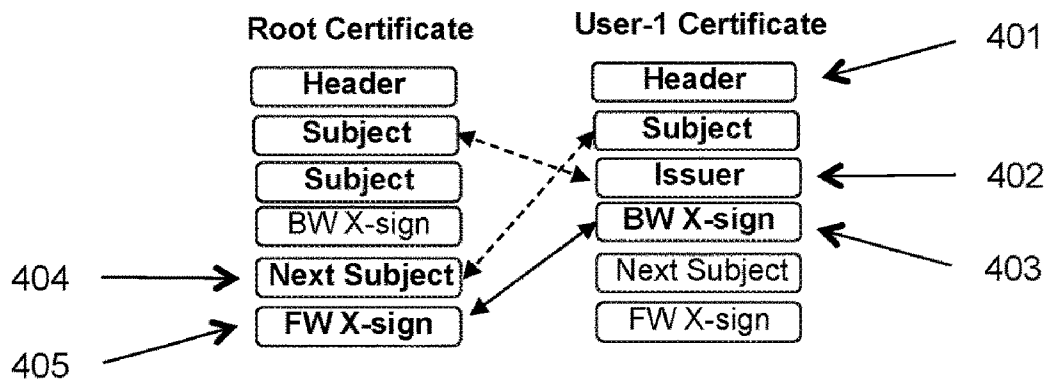 Root Certificate
User-1 Certificate
401
Header
Header
Subject
Subject
Subject
Issuer
402
BW X-sign
BW X-sign
404
Next Subject
Next Subject
403
FW X-sign
FW X-sign
405